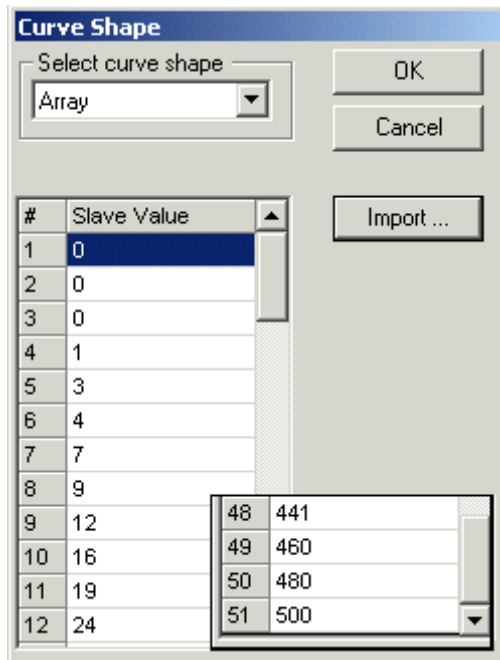 Curve Shape
Select curve shape
Array
OK
Cancel
Import ...
# Slave Value
1 0
2 0
3 0
4 1
5 3
6 4
7 7
8 9
9 12
10 16
11 19
12 24
48 441
49 460
50 480
51 500